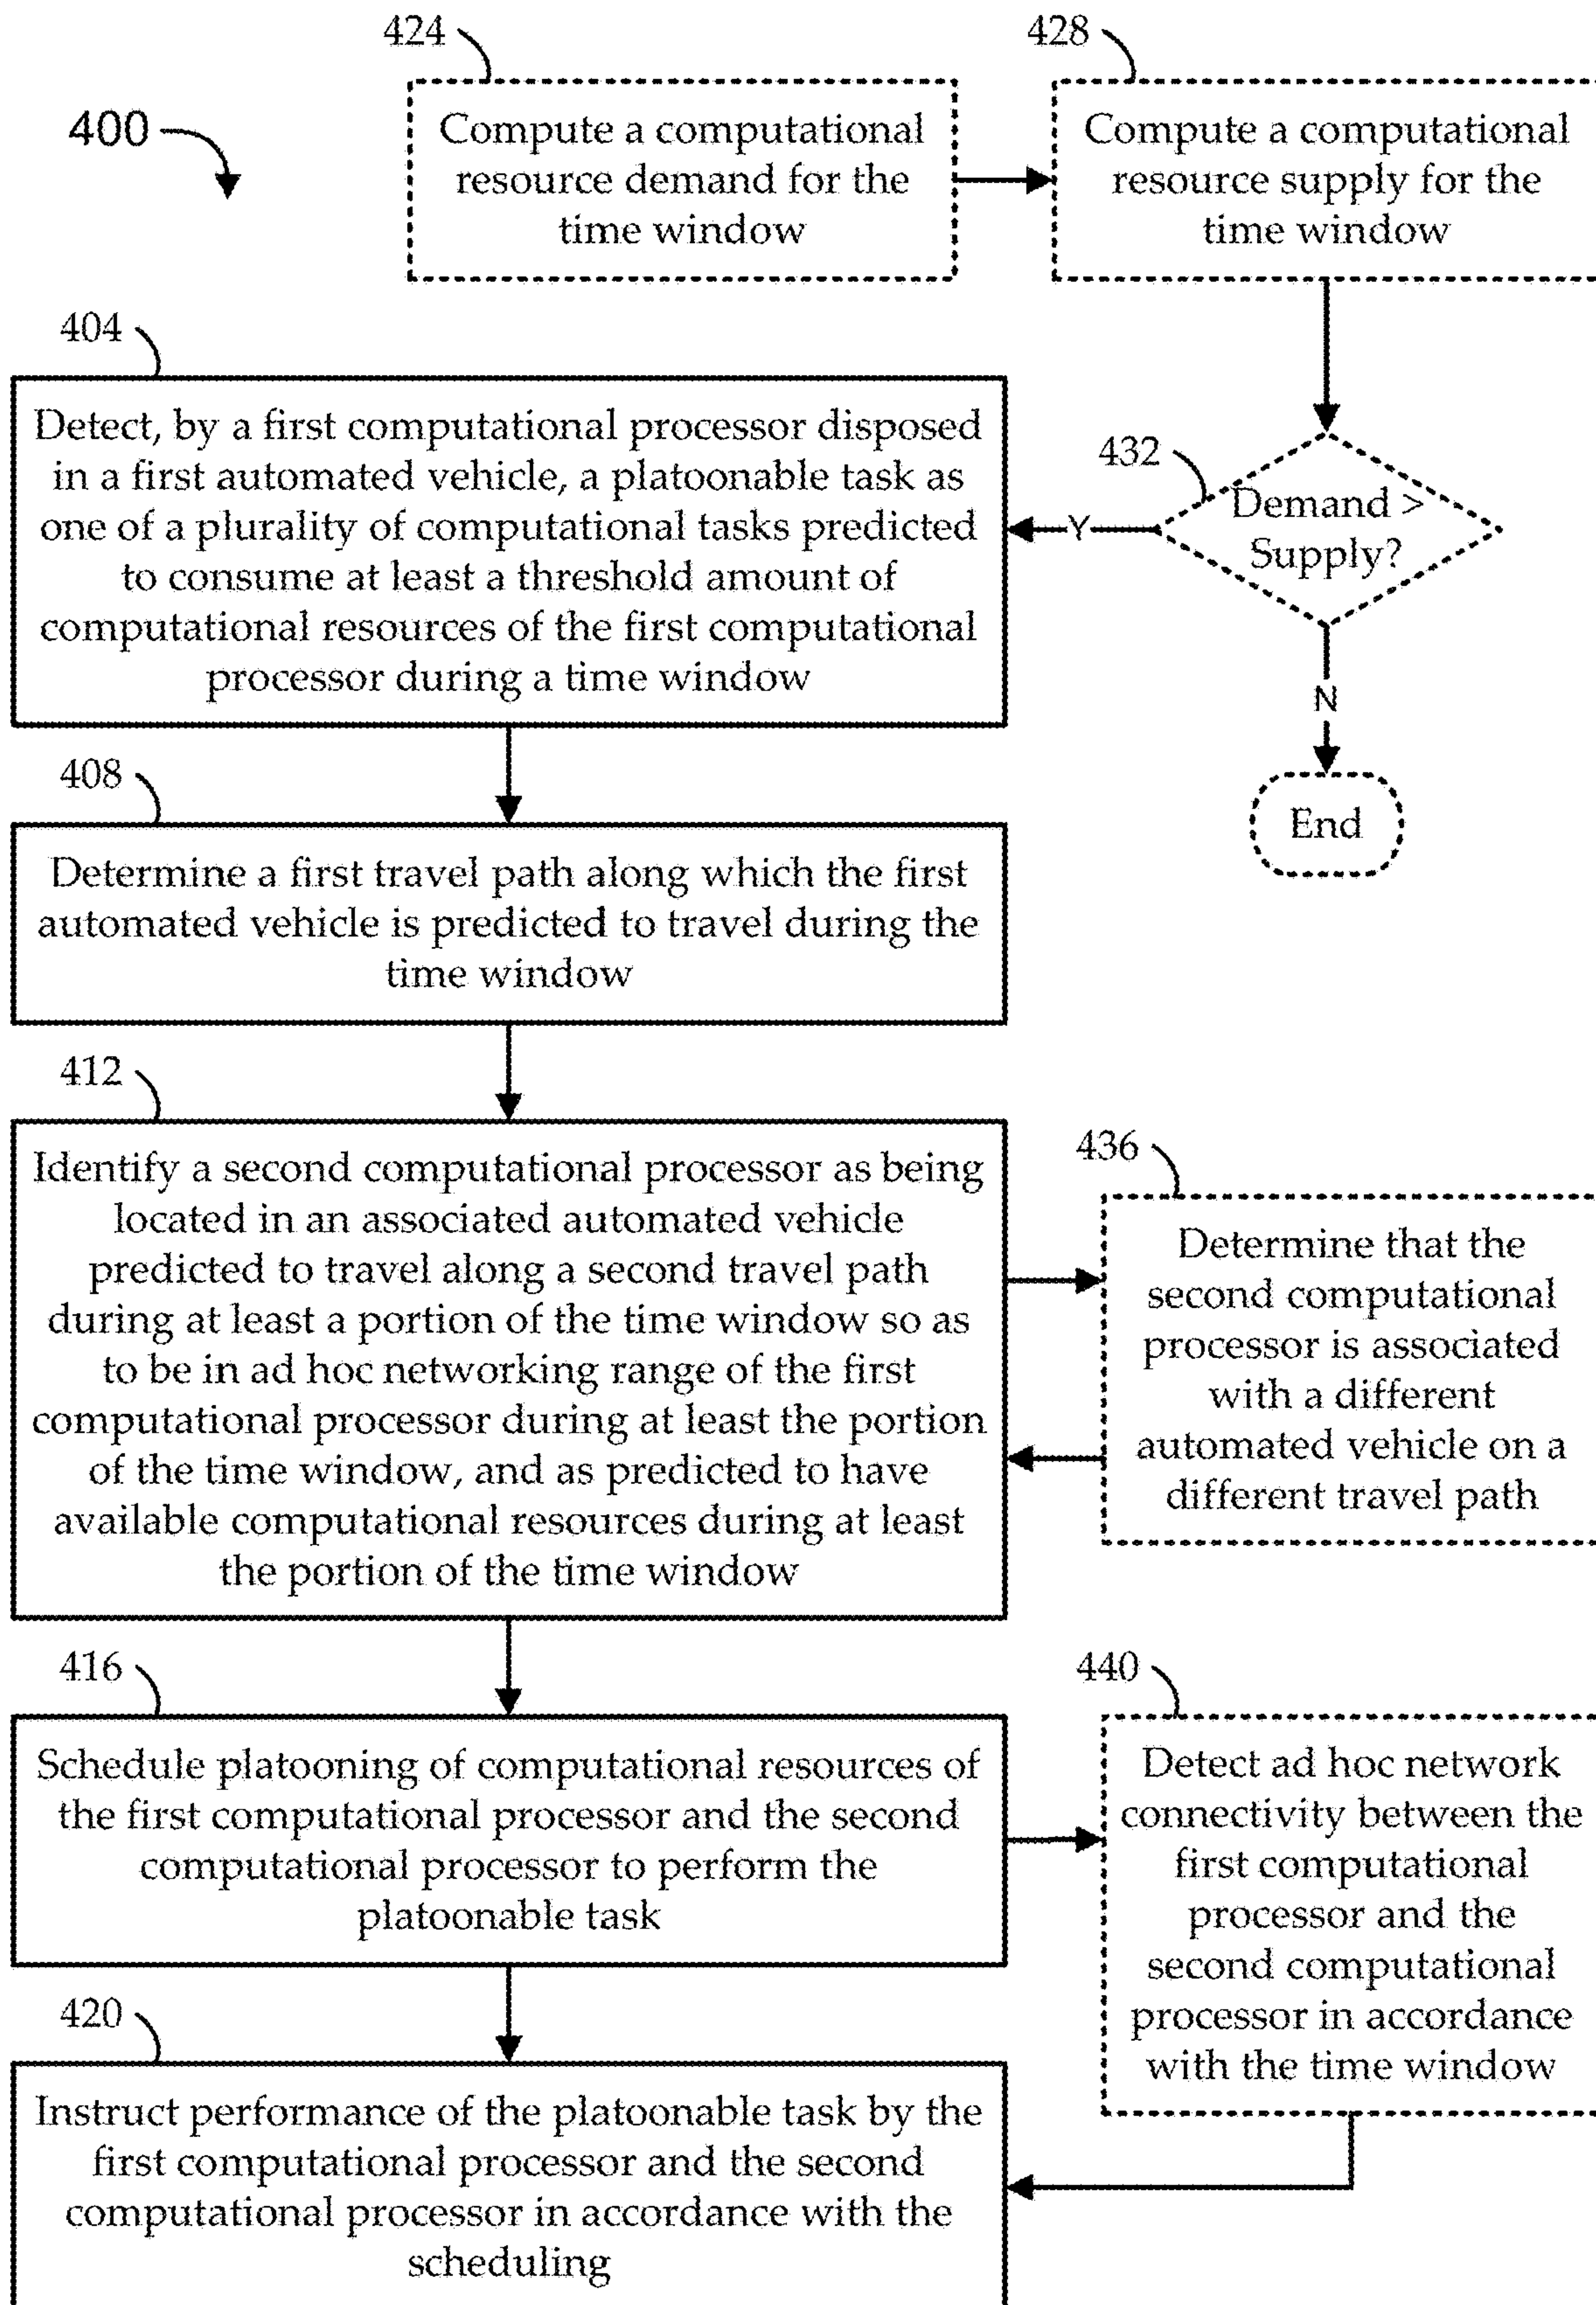 424
428
400
Compute a computational
resource demand for the
time window
Compute a computational
resource supply for the
time window
404
Detect, by a first computational processor disposed
in a first automated vehicle, a platoonable task as
one of a plurality of computational tasks predicted
to consume at least a threshold amount of
computational resources of the first computational
processor during a time window
432
Demand >
Supply?
Y
N
End
408
Determine a first travel path along which the first
automated vehicle is predicted to travel during the
time window
412
Identify a second computational processor as being
located in an associated automated vehicle
predicted to travel along a second travel path
during at least a portion of the time window so as
to be in ad hoc networking range of the first
computational processor during at least the portion
of the time window, and as predicted to have
available computational resources during at least
the portion of the time window
436
Determine that the
second computational
processor is associated
with a different
automated vehicle on a
different travel path
416
Schedule platooning of computational resources of
the first computational processor and the second
computational processor to perform the
platoonable task
440
Detect ad hoc network
connectivity between the
first computational
processor and the
second computational
processor in accordance
with the time window
420
Instruct performance of the platoonable task by the
first computational processor and the second
computational processor in accordance with the
scheduling